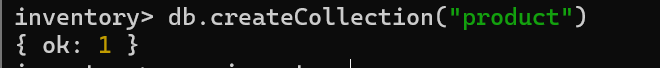 inventory> db.createCollection("product")
{ ok: 1 }